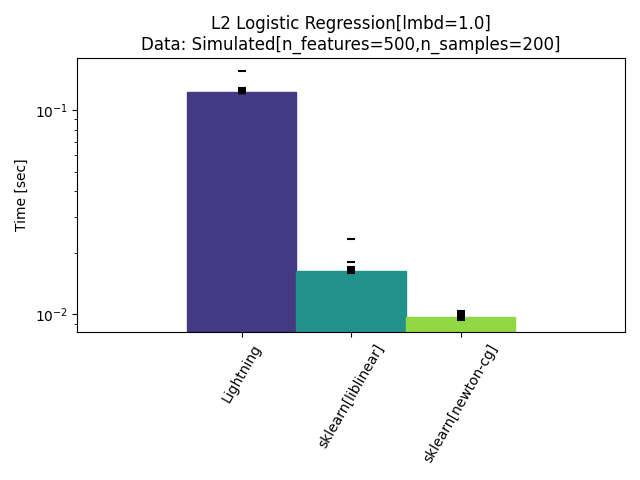 L2 Logistic Regression[lmbd=1.0]
Data: Simulated[n_features=500,n_samples=200]
Time [sec]
10⁻¹
10⁻²
Lightning
sklearn[liblinear]
sklearn[newton-cg]